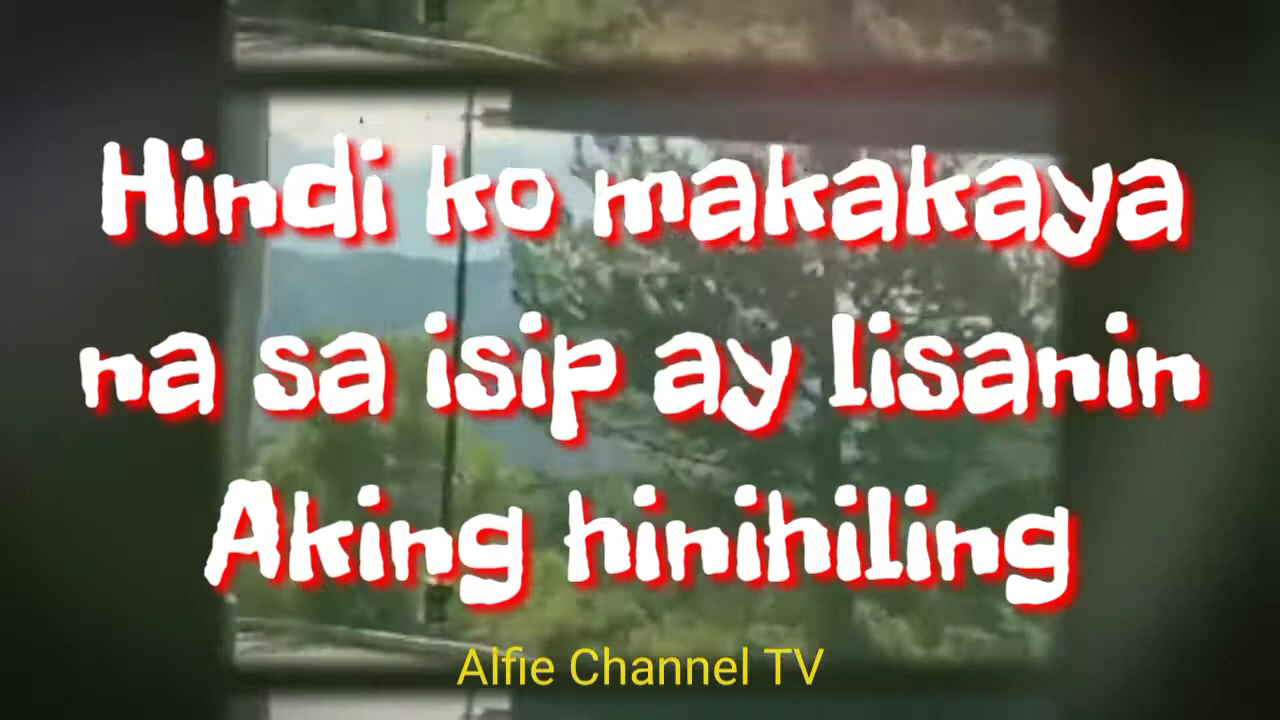 Hindi ko makakaya
na sa isip ay lisanin
Aking hinihiling
Alfie Channel TV